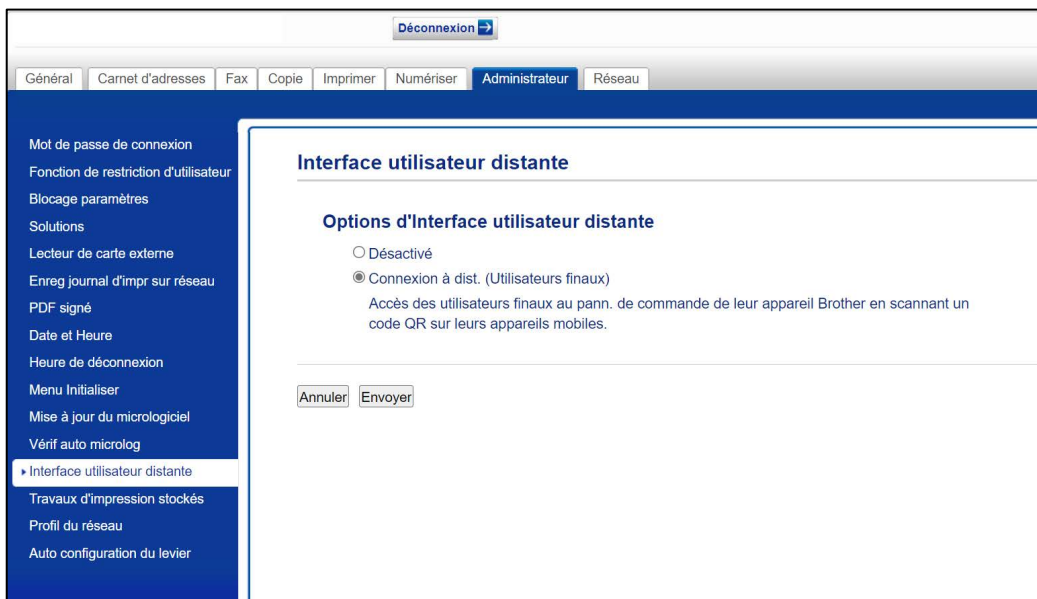 Déconnexion
Général Carnet d'adresses Fax Copie Imprimer Numériser Administrateur Réseau
Mot de passe de connexion
Fonction de restriction d'utilisateur
Blocage paramètres
Solutions
Lecteur de carte externe
Enreg journal d'impr sur réseau
PDF signé
Date et Heure
Heure de déconnexion
Menu Initialiser
Mise à jour du micrologiciel
Vérif auto microlog
Interface utilisateur distante
Travaux d'impression stockés
Profil du réseau
Auto configuration du levier
Interface utilisateur distante
Options d'Interface utilisateur distante
Désactivé
Connexion à dist. (Utilisateurs finaux)
Accès des utilisateurs finaux au pann. de commande de leur appareil Brother en scannant un
code QR sur leurs appareils mobiles.
Annuler Envoyer